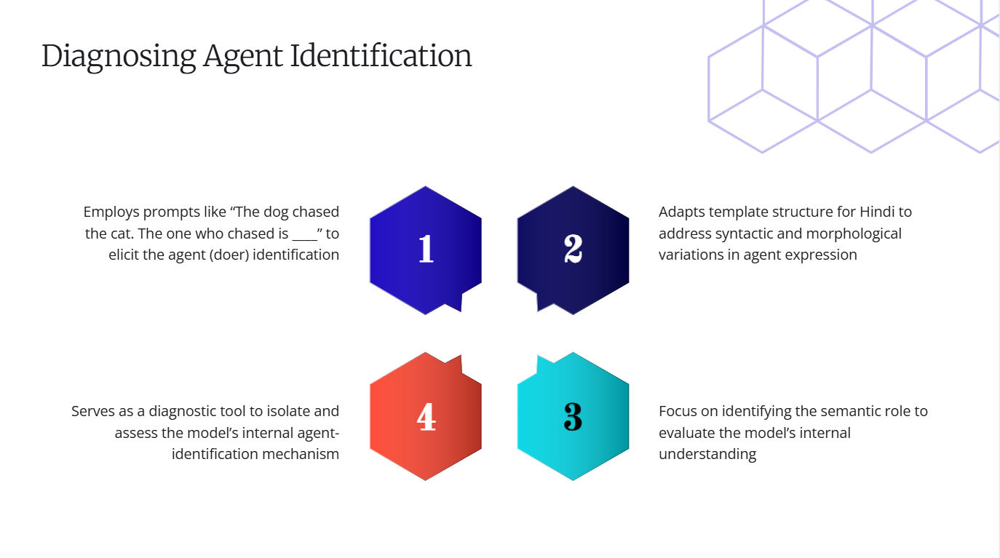 Diagnosing Agent Identification
Employs prompts like “The dog chased
the cat. The one who chased is ____” to
elicit the agent (doer) identification
1
2
Adapts template structure for Hindi to
address syntactic and morphological
variations in agent expression
Serves as a diagnostic tool to isolate and
assess the model’s internal agent-
identification mechanism
4
3
Focus on identifying the semantic role to
evaluate the model’s internal
understanding